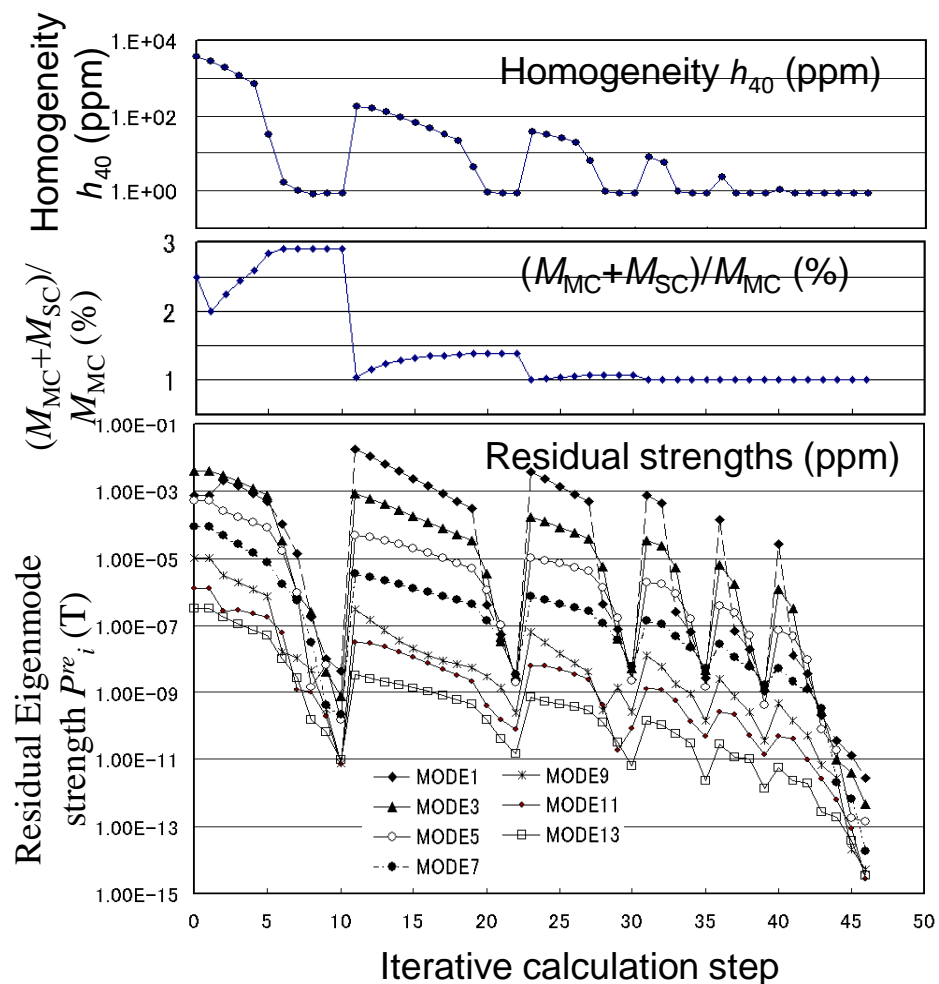 Homogeneity
h40 (ppm)
1.E+04
1.E+02
1.E+00
Homogeneity h40 (ppm)
(MMC+MSC)/
MMC (%)
3
2
1
(MMC+MSC)/MMC (%)
Residual Eigenmode
strength P^re_i (T)
1.00E-01
1.00E-03
1.00E-05
1.00E-07
1.00E-09
1.00E-11
1.00E-13
1.00E-15
Residual strengths (ppm)
MODE1
MODE3
MODE5
MODE7
MODE9
MODE11
MODE13
0 5 10 15 20 25 30 35 40 45 50
Iterative calculation step